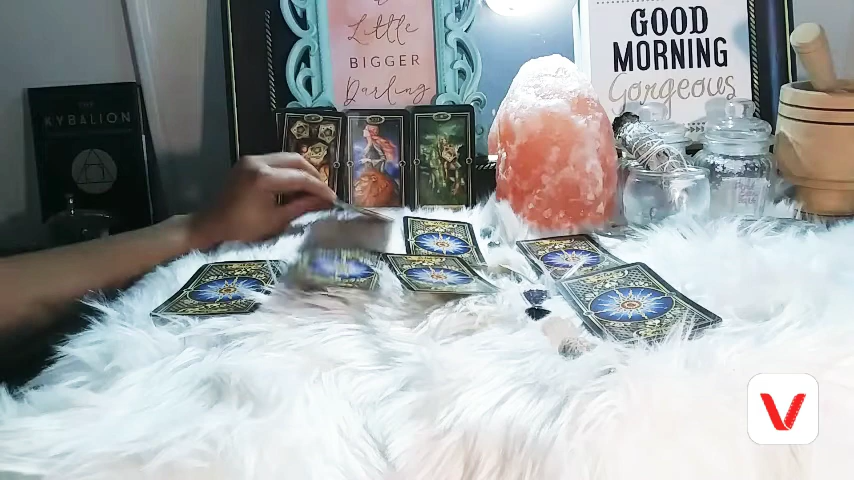 THE
KYBALION
a
Little
BIGGER
Darling
GOOD
MORNING
Gorgeous
V